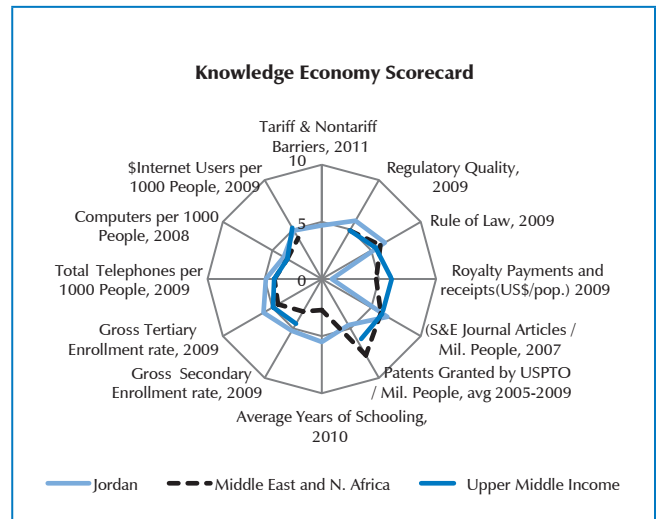 Knowledge Economy Scorecard
Tariff & Nontariff
Barriers, 2011
10
$Internet Users per
1000 People, 2009
Regulatory Quality,
2009
Computers per 1000
People, 2008
5
Rule of Law, 2009
Total Telephones per
1000 People, 2009
0
Royalty Payments and
receipts(US$/pop.) 2009
Gross Tertiary
Enrollment rate, 2009
(S&E Journal Articles /
Mil. People, 2007
Gross Secondary
Enrollment rate, 2009
Patents Granted by USPTO
/ Mil. People, avg 2005-2009
Average Years of Schooling,
2010
Jordan
Middle East and N. Africa
Upper Middle Income